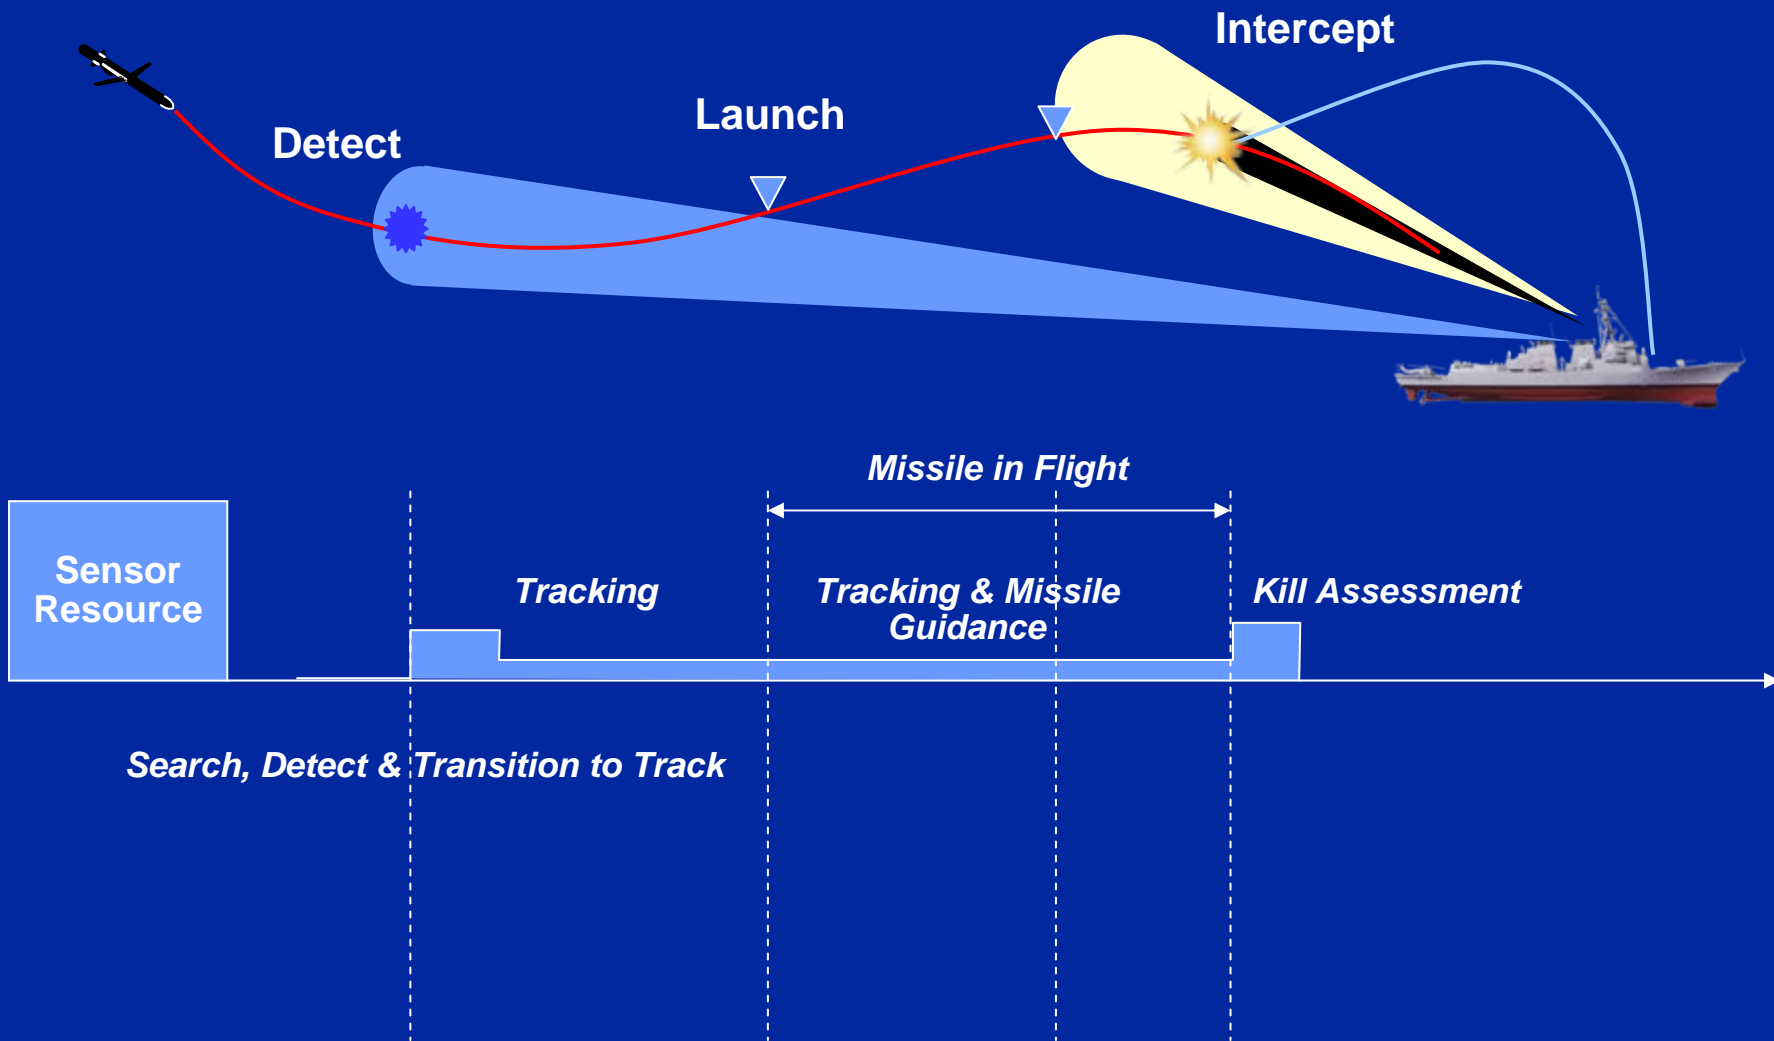 Intercept
Launch
Detect
Missile in Flight
Sensor
Resource
Tracking
Tracking & Missile
Guidance
Kill Assessment
Search, Detect & Transition to Track